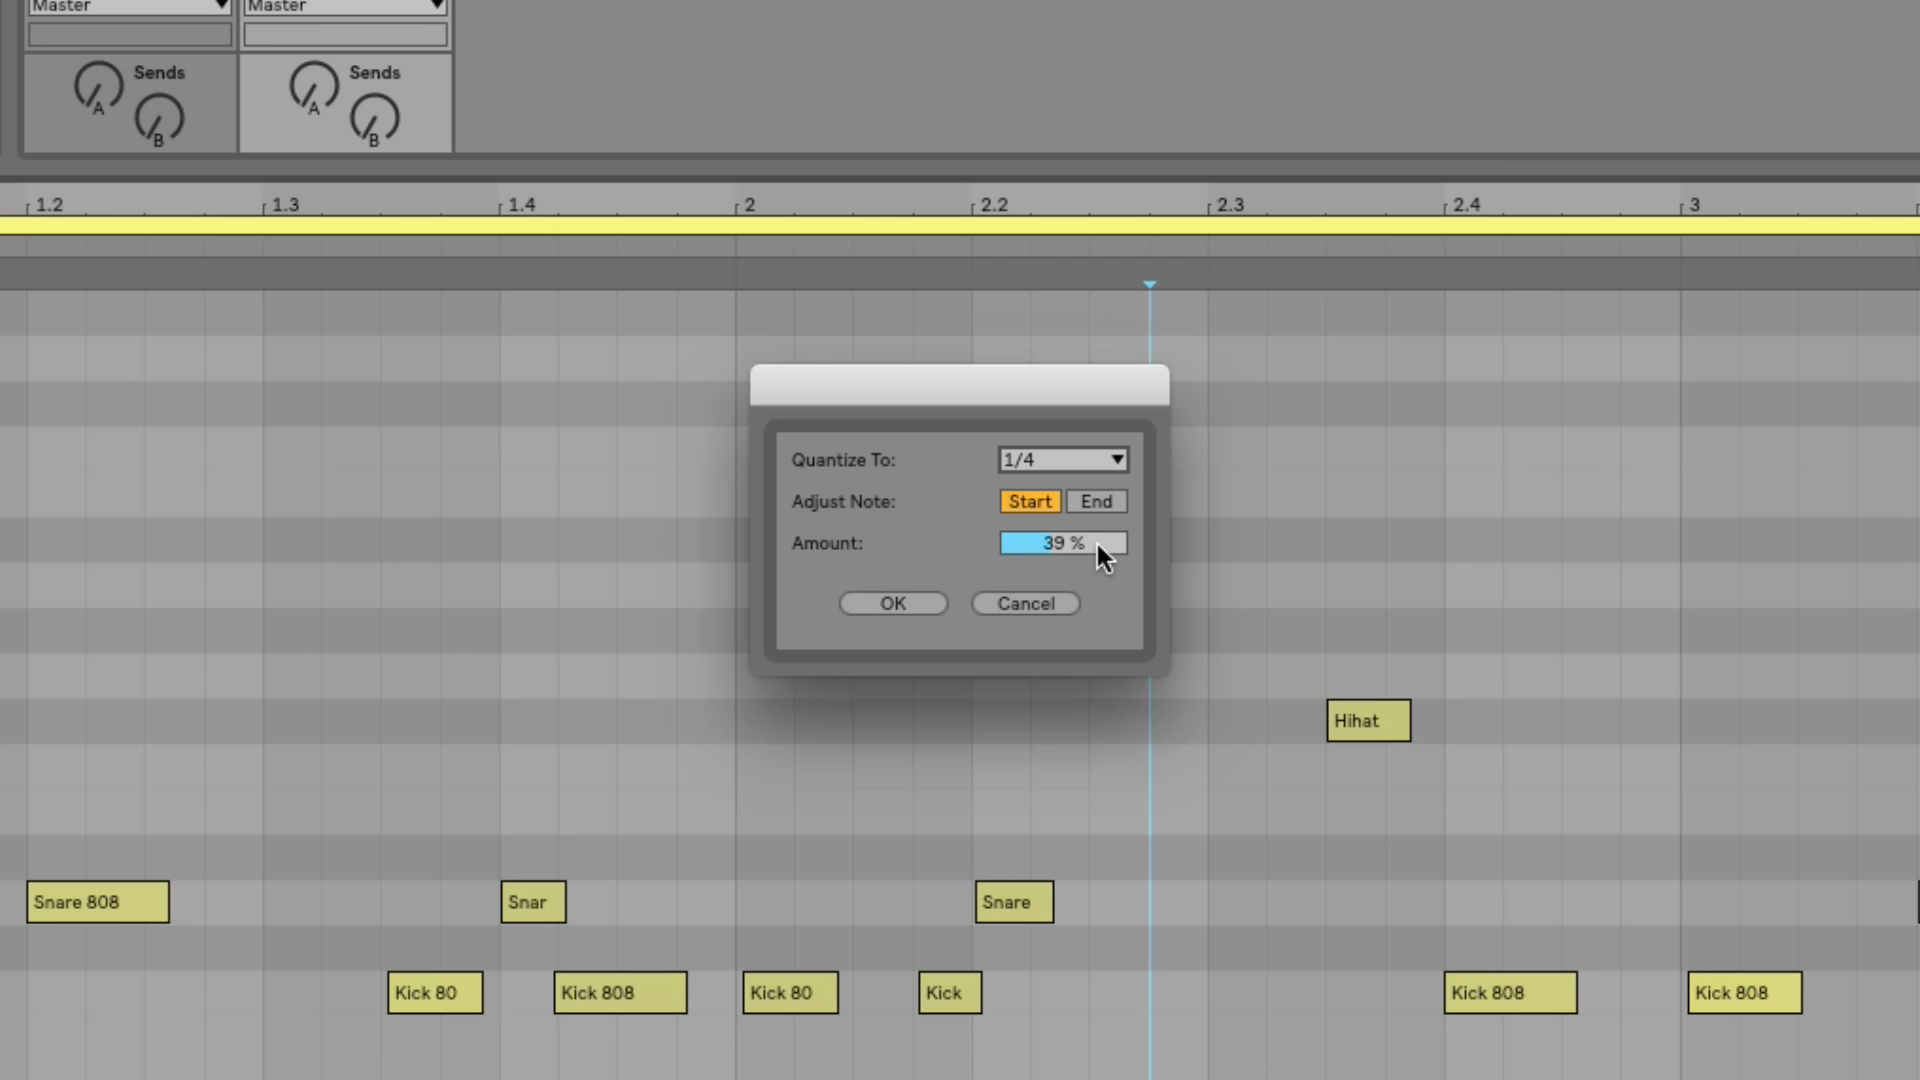 Master Master
Sends Sends
A A
B B
1.2 1.3 1.4 2 2.2 2.3 2.4 3
Quantize To: 1/4
Adjust Note: Start End
Amount: 39 %
OK Cancel
Hihat
Snare 808 Snar Snare
Kick 80 Kick 808 Kick 80 Kick Kick 808 Kick 808